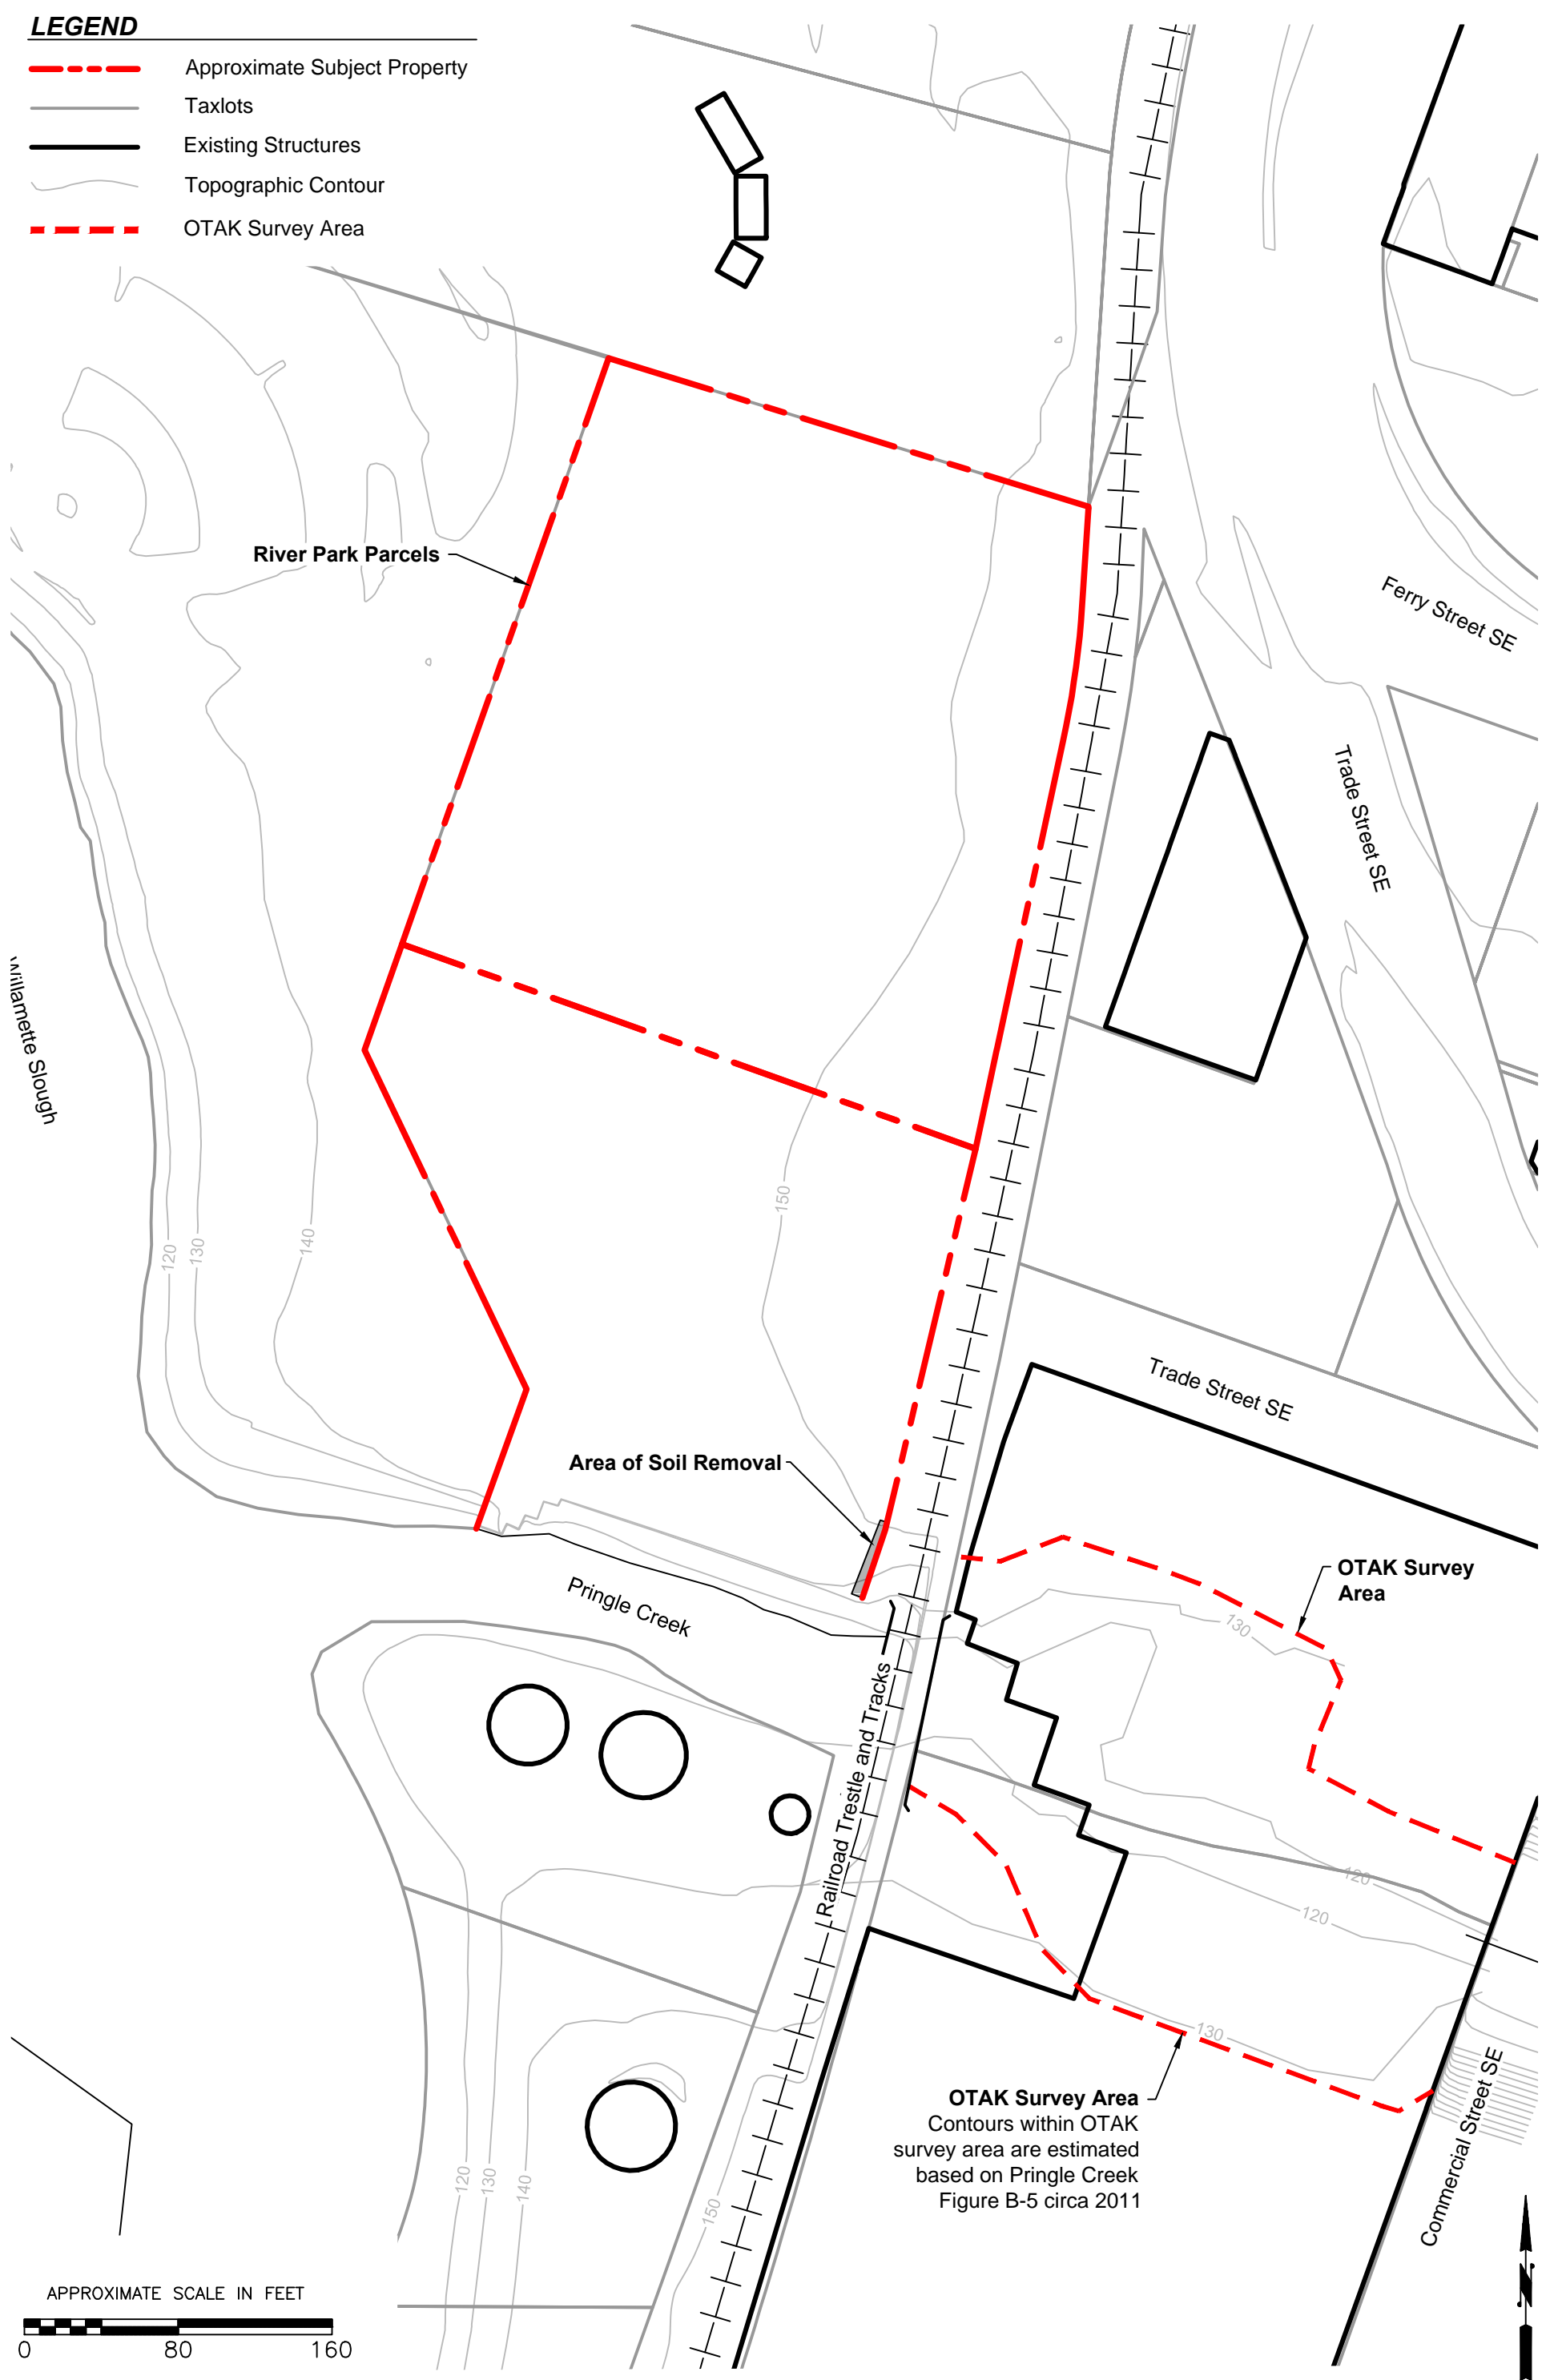 LEGEND
Approximate Subject Property
Taxlots
Existing Structures
Topographic Contour
OTAK Survey Area
River Park Parcels
Ferry Street SE
Trade Street SE
Willamette Slough
150
120
130
140
Trade Street SE
Area of Soil Removal
OTAK Survey
Area
Pringle Creek
130
Railroad Trestle and Tracks
120
120
130
OTAK Survey Area
Contours within OTAK
survey area are estimated
based on Pringle Creek
Figure B-5 circa 2011
Commercial Street SE
120
130
140
150
APPROXIMATE SCALE IN FEET
0 80 160
N